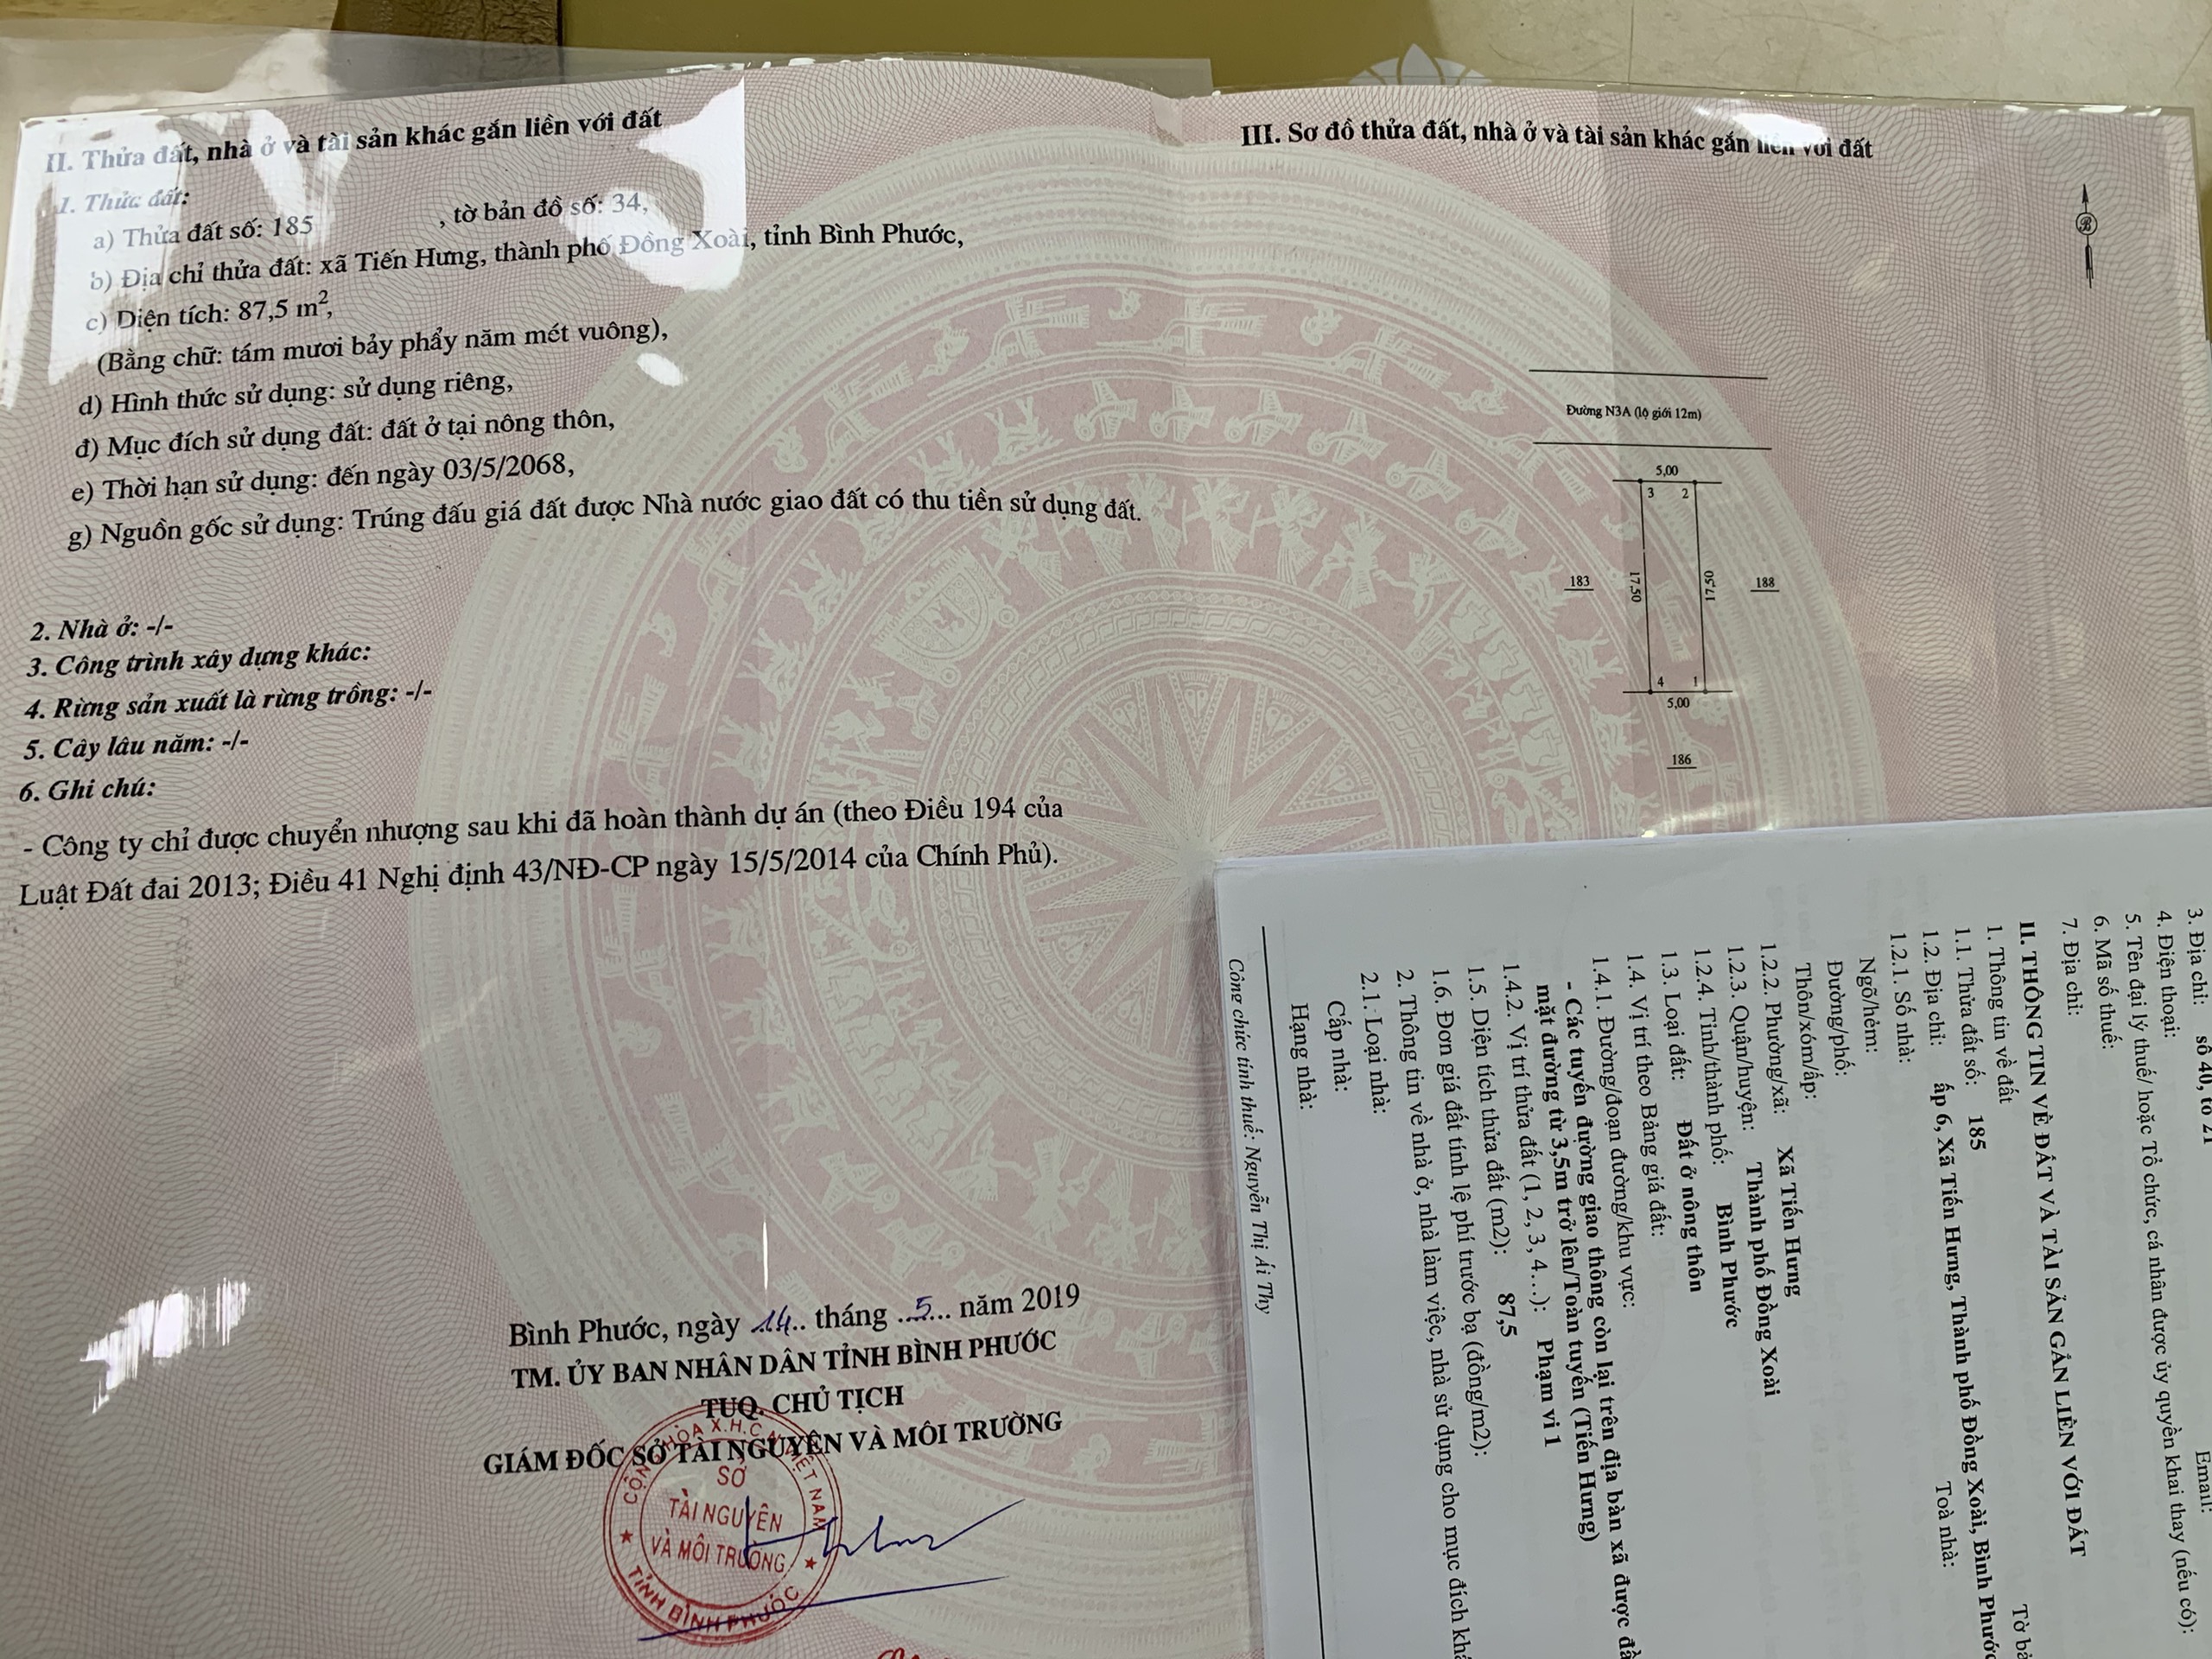 II. Thửa đất, nhà ở và tài sản khác gắn liền với đất
1. Thửa đất:
a) Thửa đất số: 185 , tờ bản đồ số: 34,
b) Địa chỉ thửa đất: xã Tiến Hưng, thành phố Đồng Xoài, tỉnh Bình Phước,
c) Diện tích: 87,5 m²,
(Bằng chữ: tám mươi bảy phẩy năm mét vuông),
d) Hình thức sử dụng: sử dụng riêng,
đ) Mục đích sử dụng đất: đất ở tại nông thôn,
e) Thời hạn sử dụng: đến ngày 03/5/2068,
g) Nguồn gốc sử dụng: Trúng đấu giá đất được Nhà nước giao đất có thu tiền sử dụng đất.
2. Nhà ở: -/-
3. Công trình xây dựng khác:
4. Rừng sản xuất là rừng trồng: -/-
5. Cây lâu năm: -/-
6. Ghi chú:
- Công ty chỉ được chuyển nhượng sau khi đã hoàn thành dự án (theo Điều 194 của
Luật Đất đai 2013; Điều 41 Nghị định 43/NĐ-CP ngày 15/5/2014 của Chính Phủ).
Bình Phước, ngày 14 tháng 5 năm 2019
TM. ỦY BAN NHÂN DÂN TỈNH BÌNH PHƯỚC
TUQ. CHỦ TỊCH
GIÁM ĐỐC SỞ TÀI NGUYÊN VÀ MÔI TRƯỜNG
CỘNG HÒA X.H.C.N VIỆT NAM
SỞ
TÀI NGUYÊN
VÀ MÔI TRƯỜNG
TỈNH BÌNH PHƯỚC
III. Sơ đồ thửa đất, nhà ở và tài sản khác gắn liền với đất
B
Đường N3A (lộ giới 12m)
5,00
3 2
183 17,50 17,50 188
4 1
5,00
186
3. Địa chỉ: số 40, tờ 21
4. Điện thoại: Email:
5. Tên đại lý thuế/ hoặc Tổ chức, cá nhân được ủy quyền khai thay (nếu có):
6. Mã số thuế:
7. Địa chỉ:
II. THÔNG TIN VỀ ĐẤT VÀ TÀI SẢN GẮN LIỀN VỚI ĐẤT
1. Thông tin về đất
1.1. Thửa đất số: 185 Tờ
1.2. Địa chỉ: ấp 6, Xã Tiến Hưng, Thành phố Đồng Xoài, Bình Phước
1.2.1. Số nhà: Toà nhà:
Ngõ/hẻm:
Đường/phố:
Thôn/xóm/ấp:
1.2.2. Phường/xã: Xã Tiến Hưng
1.2.3. Quận/huyện: Thành phố Đồng Xoài
1.2.4. Tỉnh/thành phố: Bình Phước
1.3. Loại đất: Đất ở nông thôn
1.4. Vị trí theo Bảng giá đất:
1.4.1. Đường/đoạn đường/khu vực:
- Các tuyến đường giao thông còn lại trên địa bàn xã được
mặt đường từ 3,5m trở lên/Toàn tuyến (Tiến Hưng)
1.4.2. Vị trí thửa đất (1, 2, 3, 4…): Phạm vi 1
1.5. Diện tích thửa đất (m2): 87,5
1.6. Đơn giá đất tính lệ phí trước bạ (đồng/m2):
2. Thông tin về nhà ở, nhà làm việc, nhà sử dụng cho mục đích
2.1. Loại nhà:
Cấp nhà:
Hạng nhà:
Công chức tính thuế: Nguyễn Thị Ái Thy